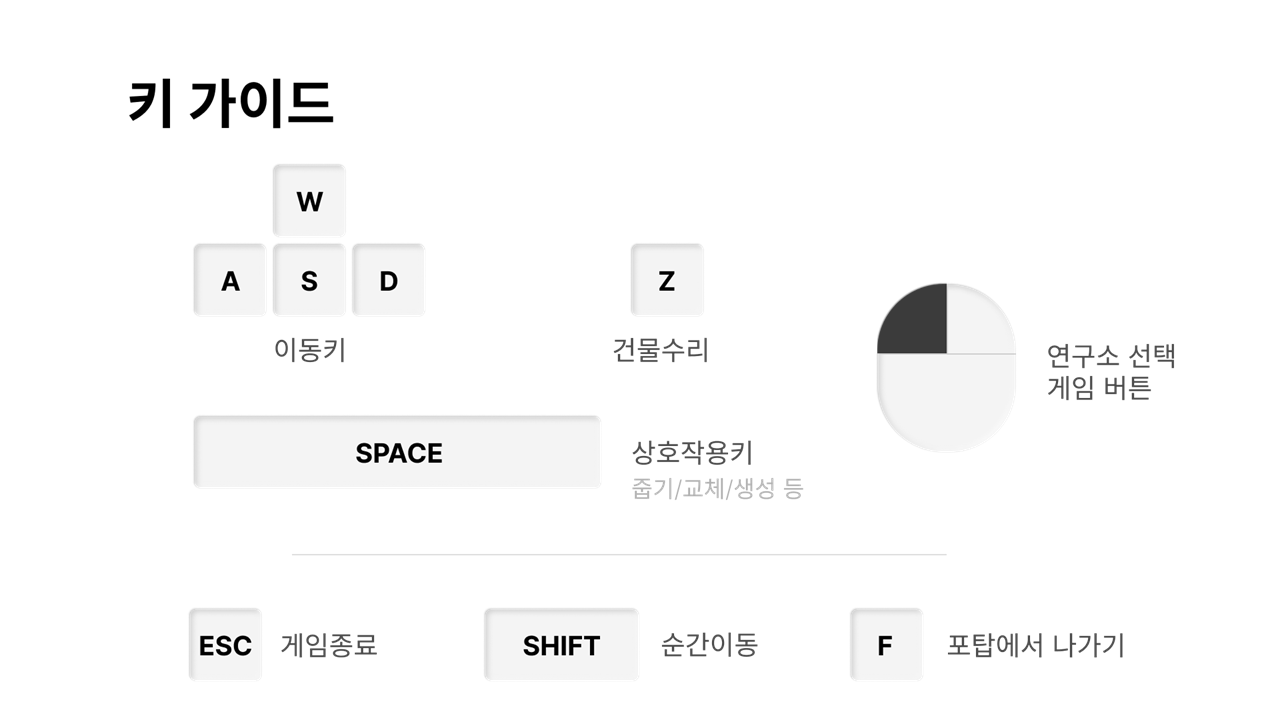 키 가이드
W
A S D
이동키
Z
건물수리
연구소 선택
게임 버튼
SPACE
상호작용키
줍기/교체/생성 등
ESC 게임종료
SHIFT 순간이동
F 포탑에서 나가기